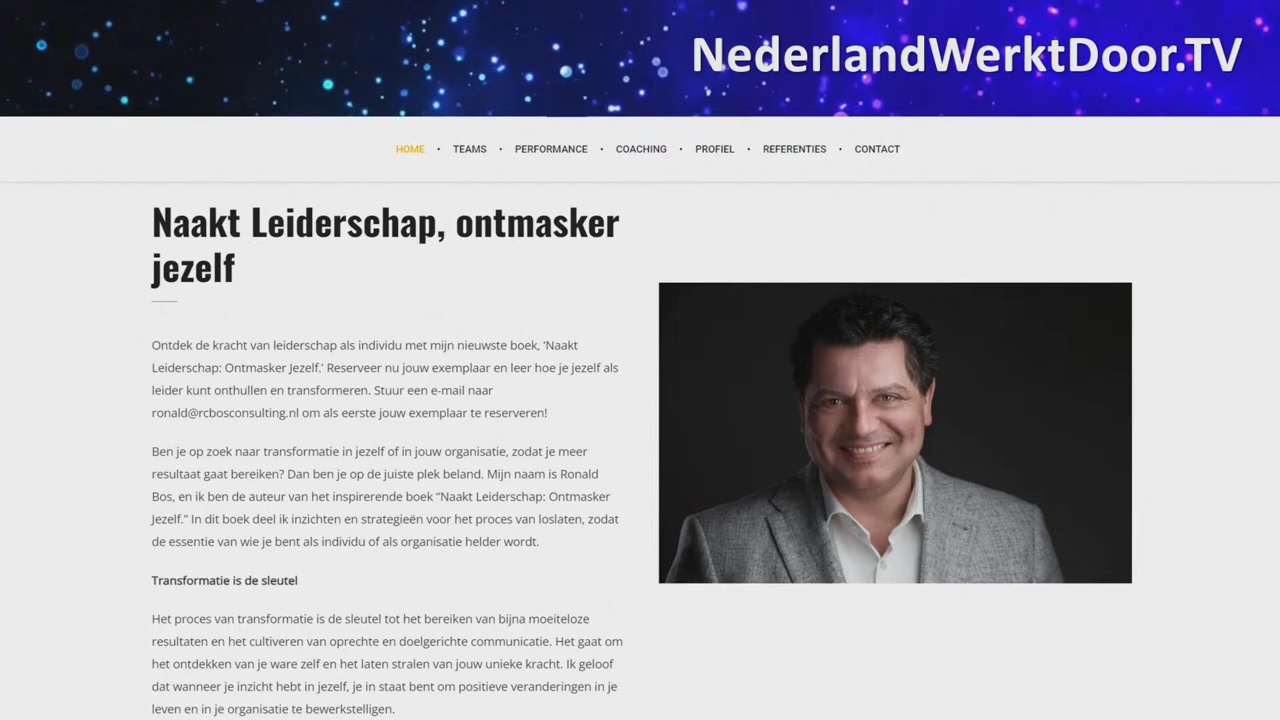 NederlandWerktDoor.TV
HOME • TEAMS • PERFORMANCE • COACHING • PROFIEL • REFERENTIES • CONTACT
Naakt Leiderschap, ontmasker
jezelf
Ontdek de kracht van leiderschap als individu met mijn nieuwste boek, ‘Naakt
Leiderschap: Ontmasker Jezelf.’ Reserveer nu jouw exemplaar en leer hoe je jezelf als
leider kunt onthullen en transformeren. Stuur een e-mail naar
ronald@rcbosconsulting.nl om als eerste jouw exemplaar te reserveren!
Ben je op zoek naar transformatie in jezelf of in jouw organisatie, zodat je meer
resultaat gaat bereiken? Dan ben je op de juiste plek beland. Mijn naam is Ronald
Bos, en ik ben de auteur van het inspirerende boek “Naakt Leiderschap: Ontmasker
Jezelf.” In dit boek deel ik inzichten en strategieën voor het proces van loslaten, zodat
de essentie van wie je bent als individu of als organisatie helder wordt.
Transformatie is de sleutel
Het proces van transformatie is de sleutel tot het bereiken van bijna moeiteloze
resultaten en het cultiveren van oprechte en doelgerichte communicatie. Het gaat om
het ontdekken van je ware zelf en het laten stralen van jouw unieke kracht. Ik geloof
dat wanneer je inzicht hebt in jezelf, je in staat bent om positieve veranderingen in je
leven en in je organisatie te bewerkstelligen.